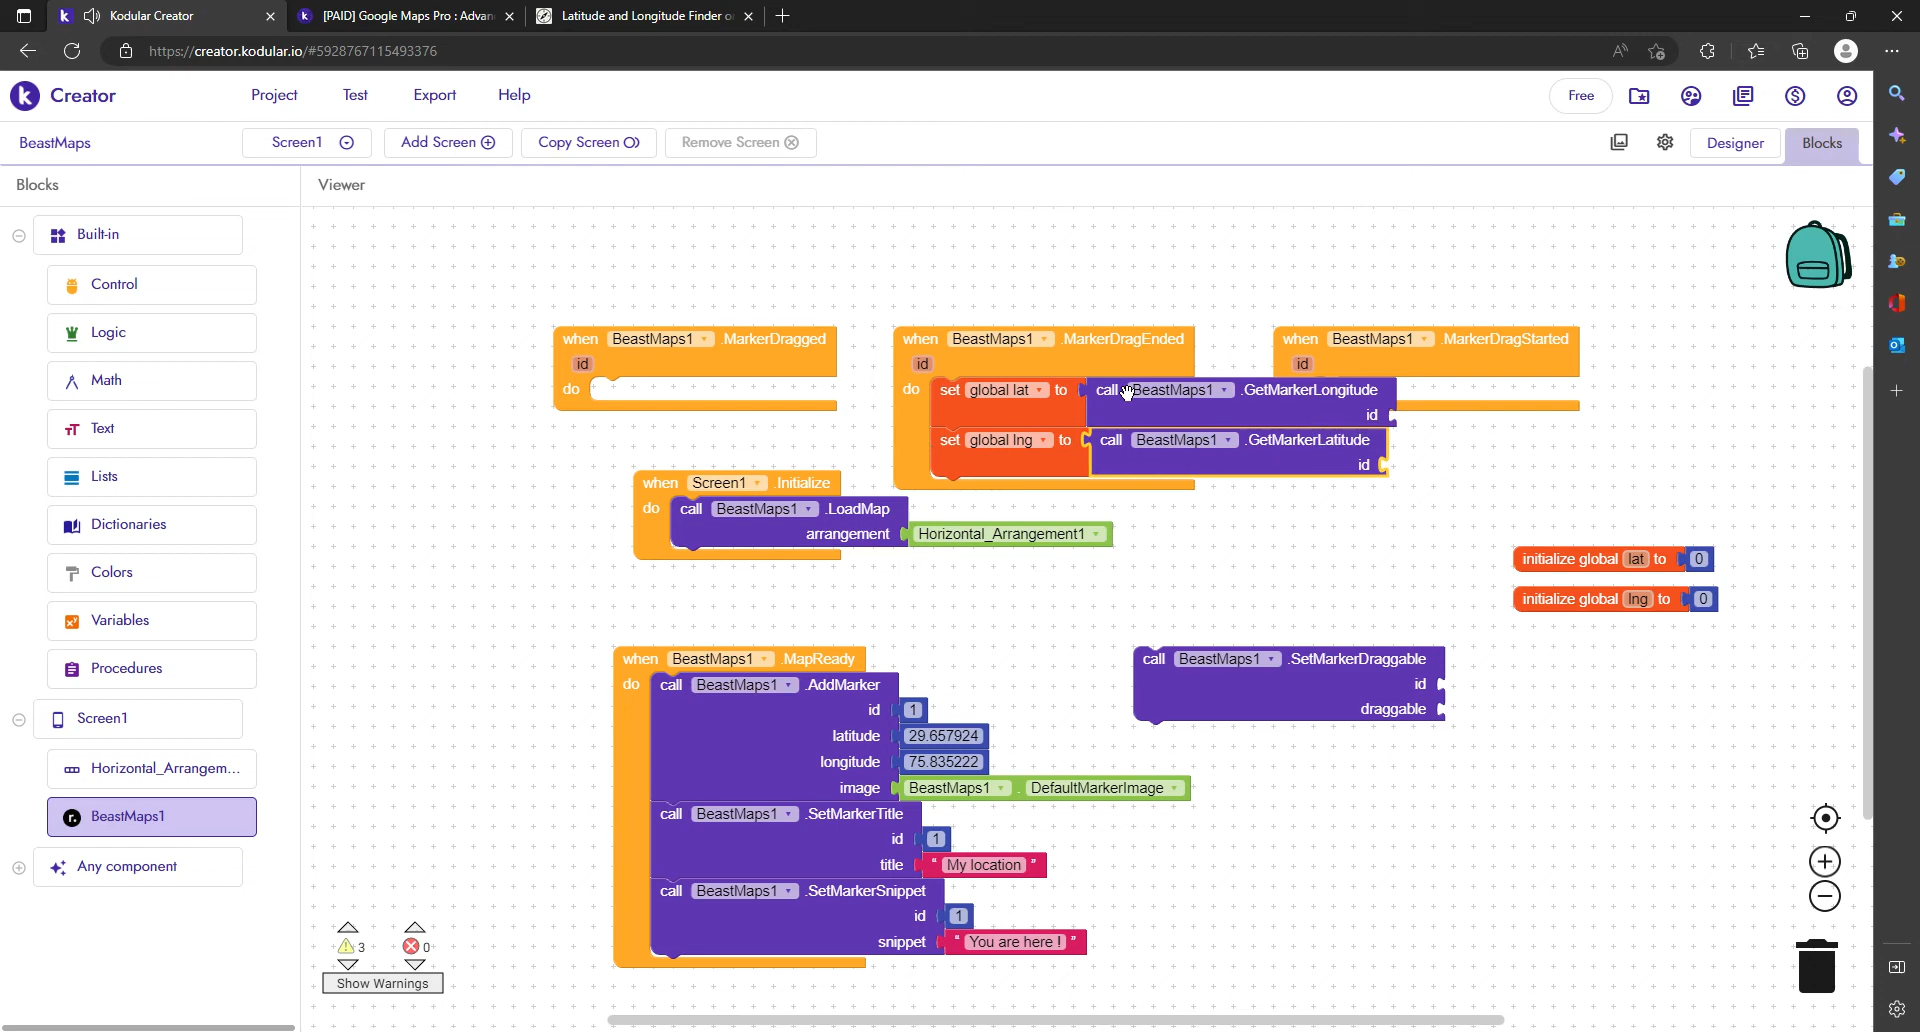 Kodular Creator
[PAID] Google Maps Pro : Advan
Latitude and Longitude Finder o
https://creator.kodular.io/#5928767115493376
Creator
Project
Test
Export
Help
Free
BeastMaps
Screen1
Add Screen
Copy Screen
Remove Screen
Designer
Blocks
Blocks
Viewer
Built-in
Control
Logic
Math
Text
Lists
Dictionaries
Colors
Variables
Procedures
Screen1
Horizontal_Arrangem...
BeastMaps1
Any component
when BeastMaps1 .MarkerDragged
id
do
when BeastMaps1 .MarkerDragEnded
id
do set global lat to call BeastMaps1 .GetMarkerLongitude
id
set global lng to call BeastMaps1 .GetMarkerLatitude
id
when BeastMaps1 .MarkerDragStarted
id
when Screen1 .Initialize
do call BeastMaps1 .LoadMap
arrangement Horizontal_Arrangement1
initialize global lat to 0
initialize global lng to 0
when BeastMaps1 .MapReady
do call BeastMaps1 .AddMarker
id 1
latitude 29.657924
longitude 75.835222
image BeastMaps1 . DefaultMarkerImage
call BeastMaps1 .SetMarkerTitle
id 1
title “ My location ”
call BeastMaps1 .SetMarkerSnippet
id 1
snippet “ You are here ! ”
call BeastMaps1 .SetMarkerDraggable
id
draggable
3
0
Show Warnings